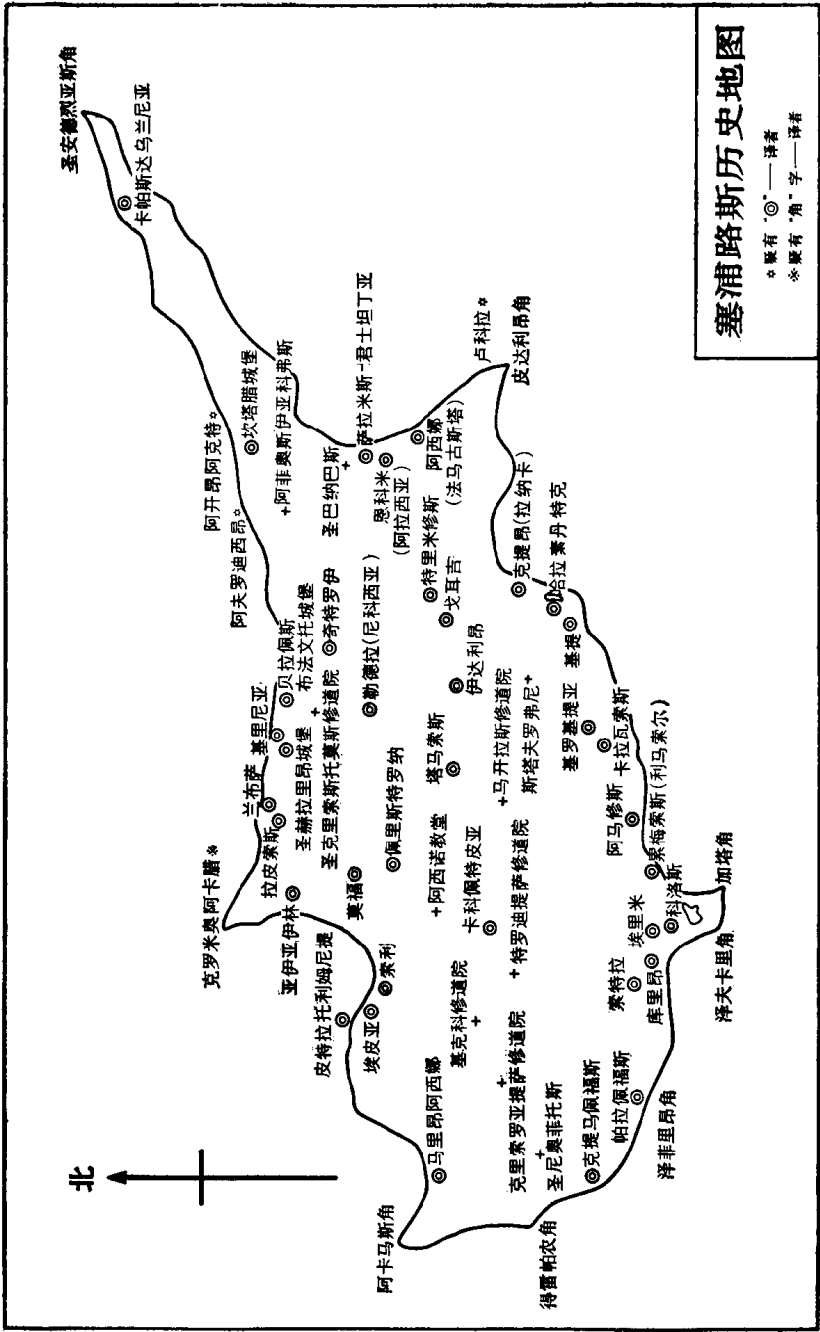 塞浦路斯历史地图
✡疑有“◎”——译者
※疑有“角”字——译者
北
圣安德烈亚斯角
卡帕斯达乌兰尼亚
阿开昂阿克特✡
阿夫罗迪西昂✡
坎塔腊城堡
阿菲奥斯伊亚科弗斯
圣巴纳巴斯
萨拉米斯-君士坦丁亚
恩科米
(阿拉西亚)
阿西娜
(法马古斯塔)
卢科拉✡
皮达利昂角
克罗米奥阿卡腊※
兰布萨
拉皮索斯
基里尼亚
圣赫拉里昂城堡
贝拉佩斯
布法文托城堡
圣克里索斯托莫斯修道院
奇特罗伊
勒德拉(尼科西亚)
特里米修斯
戈耳吉
克提昂(拉纳卡)
哈拉素丹特克
基提
伊达利昂
亚伊亚伊林
莫福
佩里斯特罗纳
塔马索斯
马开拉斯修道院
斯塔夫罗弗尼
基罗基提亚
卡拉瓦索斯
皮特拉托利姆尼提
埃皮亚
索利
阿西诺教堂
卡科佩特皮亚
特罗迪提萨修道院
阿马修斯
累梅索斯(利马索尔)
基克科修道院
克里索罗亚提萨修道院
马里昂阿西娜
圣尼奥菲托斯
克提马佩福斯
帕拉佩福斯
索特拉
库里昂
埃里米
科洛斯
加塔角
泽夫卡里角
泽菲里昂角
阿卡马斯角
得雷帕农角